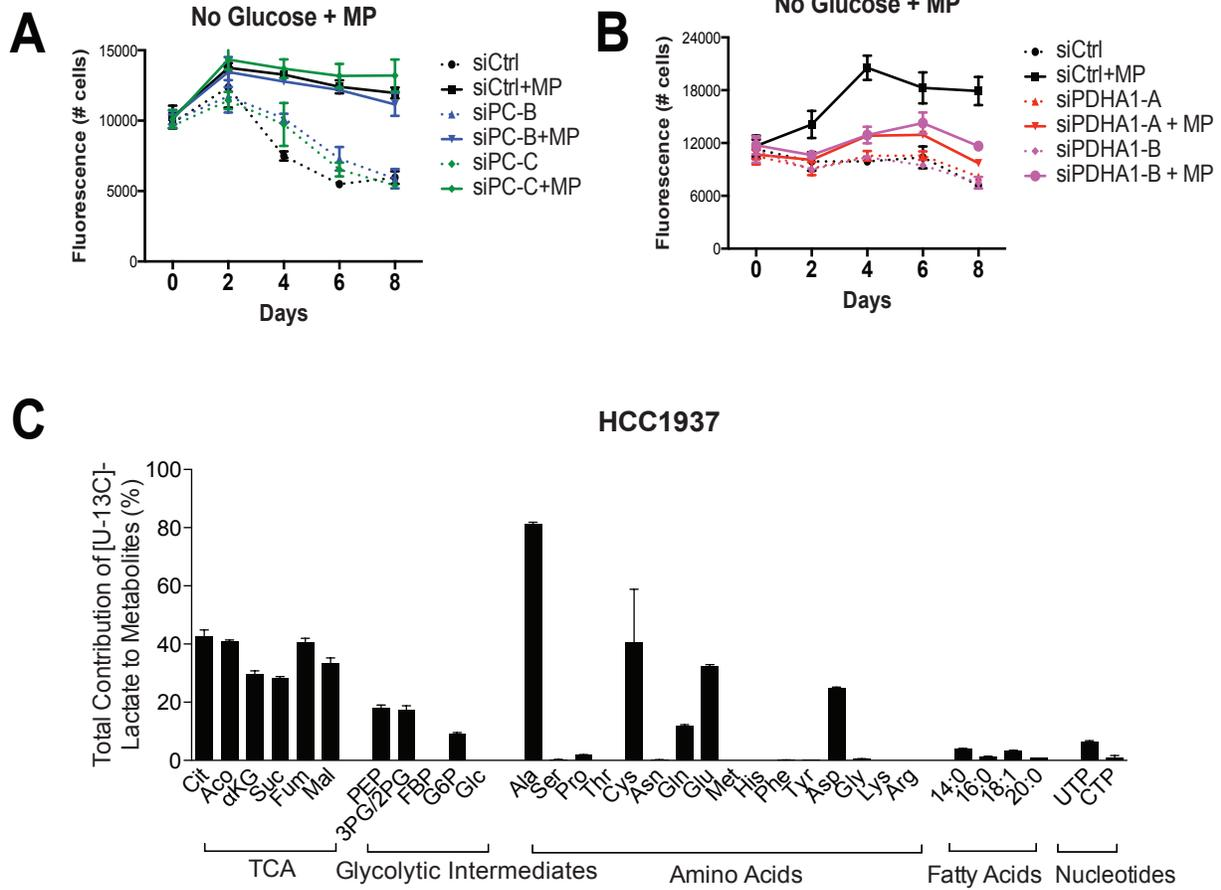 A
No Glucose + MP
Fluorescence (# cells)
15000
10000
5000
0
0 2 4 6 8
Days
siCtrl
siCtrl+MP
siPC-B
siPC-B+MP
siPC-C
siPC-C+MP
B
No Glucose + MP
Fluorescence (# cells)
24000
18000
12000
6000
0
0 2 4 6 8
Days
siCtrl
siCtrl+MP
siPDHA1-A
siPDHA1-A + MP
siPDHA1-B
siPDHA1-B + MP
C
HCC1937
Total Contribution of [U-13C]-
Lactate to Metabolites (%)
100
80
60
40
20
0
Cit Aco αKG Suc Fum Mal PEP 3PG/2PG FBP G6P Glc Ala Ser Pro Thr Cys Asn Gln Glu Met His Phe Tyr Asp Gly Lys Arg 14:0 16:0 18:1 20:0 UTP CTP
TCA Glycolytic Intermediates Amino Acids Fatty Acids Nucleotides